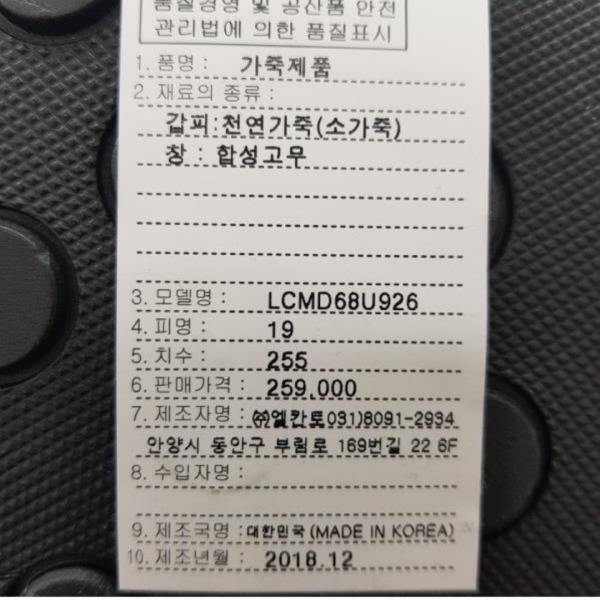 품질경영 및 공산품 안전
관리법에 의한 품질표시
1. 품명 : 가죽제품
2. 재료의 종류 :
갑피:천연가죽(소가죽)
창 : 합성고무
3. 모델명 : LCMD68U926
4. 피명 : 19
5. 치수 : 255
6. 판매가격 : 259,000
7. 제조자명 : ㈜엘칸토031)8091-2934
안양시 동안구 부림로 169번길 22 6F
8. 수입자명 :
9. 제조국명 : 대한민국 (MADE IN KOREA)
10. 제조년월 : 2018.12